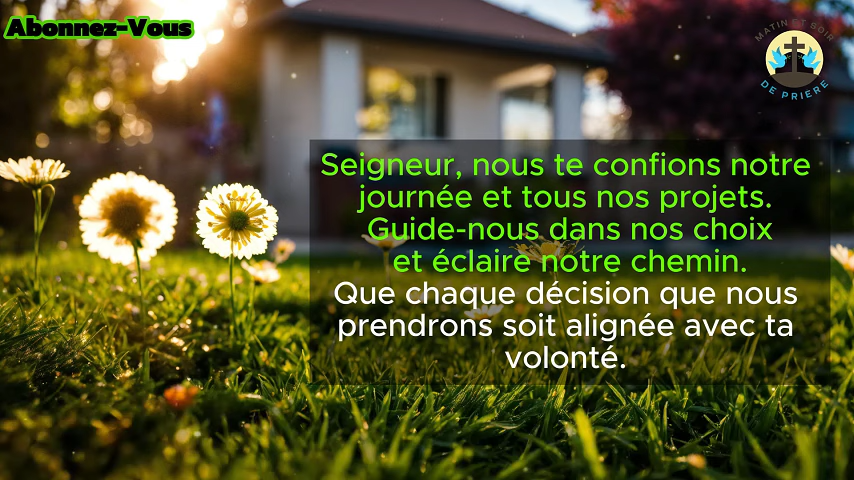 Abonnez-Vous
MATIN ET SOIR
DE PRIERE
Seigneur, nous te confions notre
journée et tous nos projets.
Guide-nous dans nos choix
et éclaire notre chemin.
Que chaque décision que nous
prendrons soit alignée avec ta
volonté.